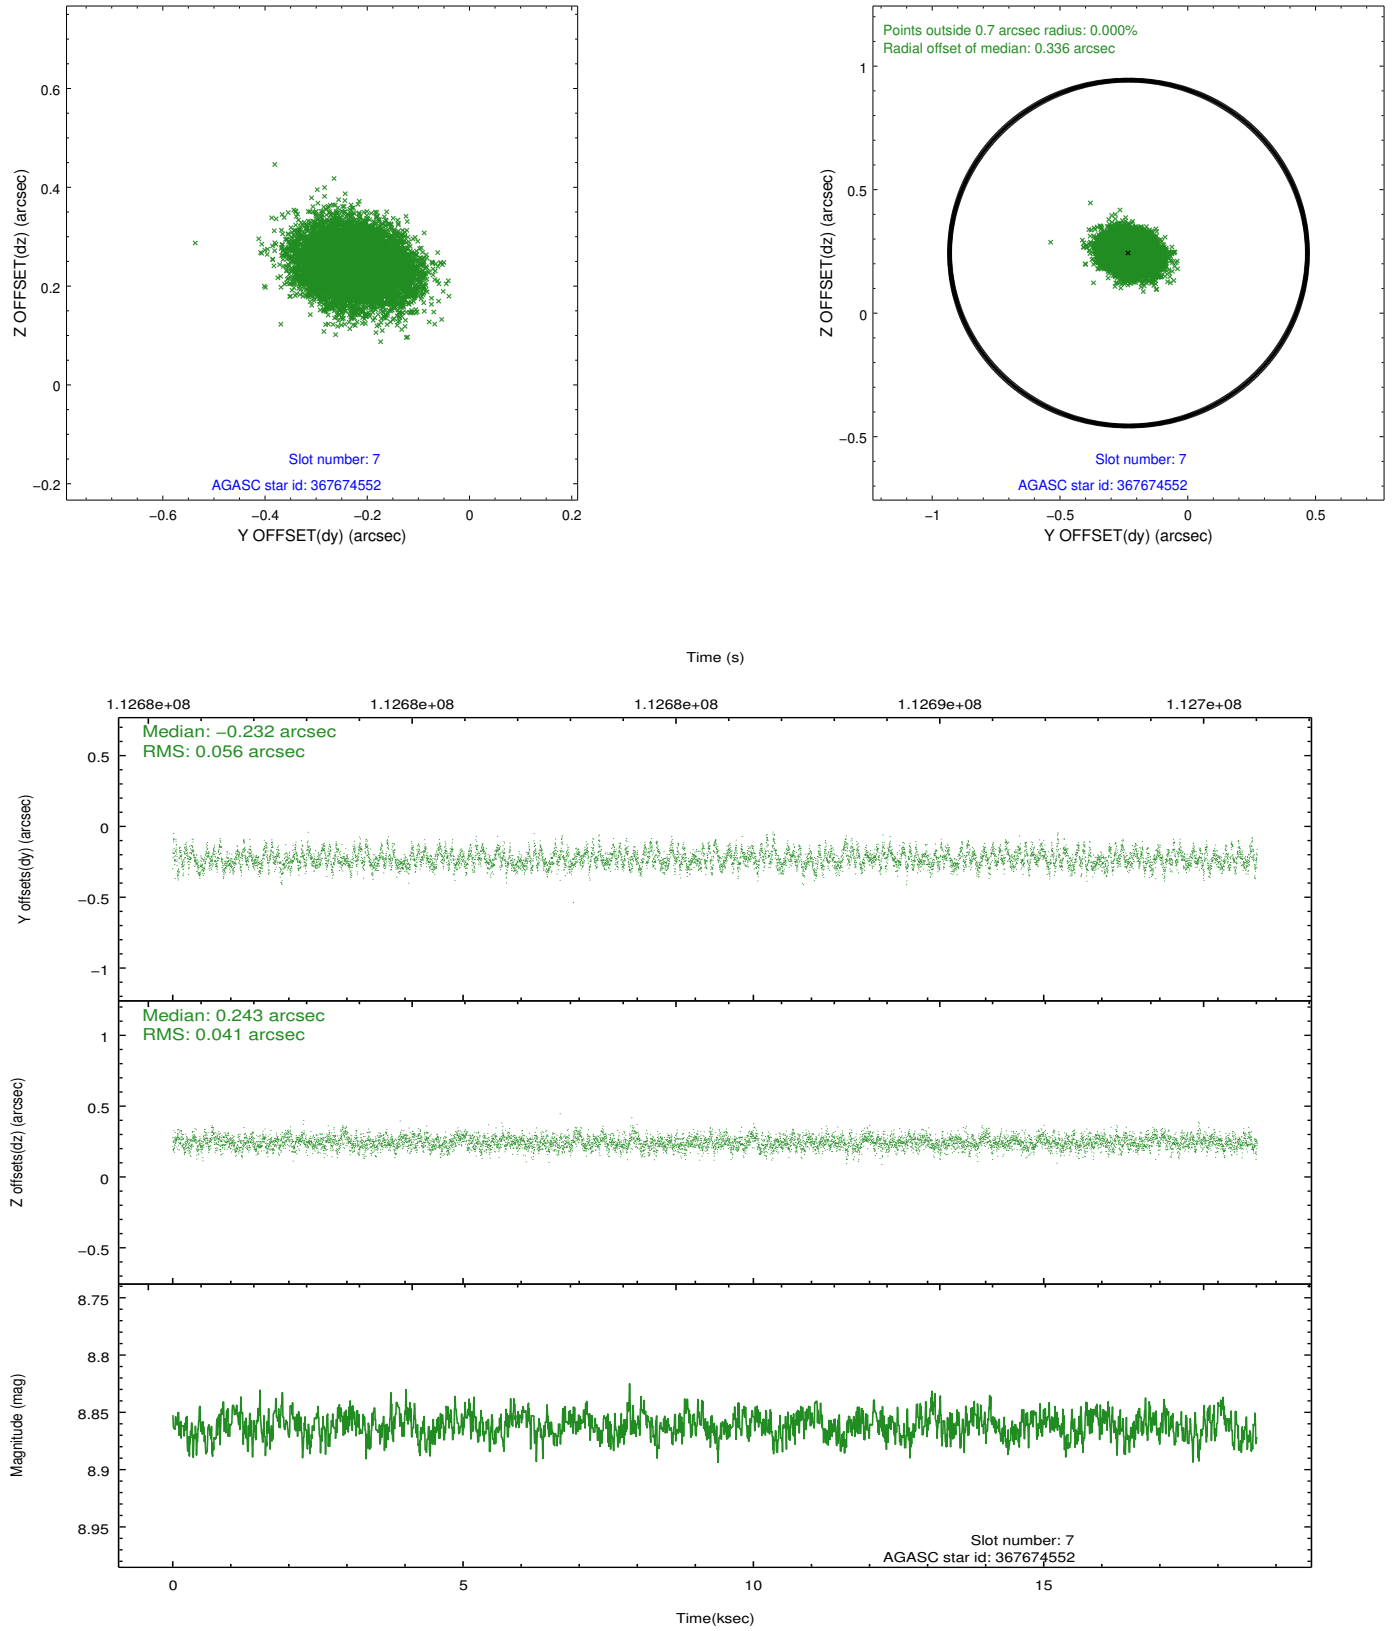 0.6
0.4
0.2
0
−0.2
Z OFFSET(dz) (arcsec)
Slot number: 7
AGASC star id: 367674552
−0.6 −0.4 −0.2 0 0.2
Y OFFSET(dy) (arcsec)
Points outside 0.7 arcsec radius: 0.000%
Radial offset of median: 0.336 arcsec
1
0.5
0
−0.5
Z OFFSET(dz) (arcsec)
Slot number: 7
AGASC star id: 367674552
−1 −0.5 0 0.5
Y OFFSET(dy) (arcsec)
Time (s)
1.1268e+08 1.1268e+08 1.1268e+08 1.1269e+08 1.127e+08
Median: −0.232 arcsec
RMS: 0.056 arcsec
0.5
0
−0.5
−1
Y offsets(dy) (arcsec)
Median: 0.243 arcsec
RMS: 0.041 arcsec
1
0.5
0
−0.5
Z offsets(dz) (arcsec)
8.75
8.8
8.85
8.9
8.95
Magnitude (mag)
Slot number: 7
AGASC star id: 367674552
0 5 10 15
Time(ksec)